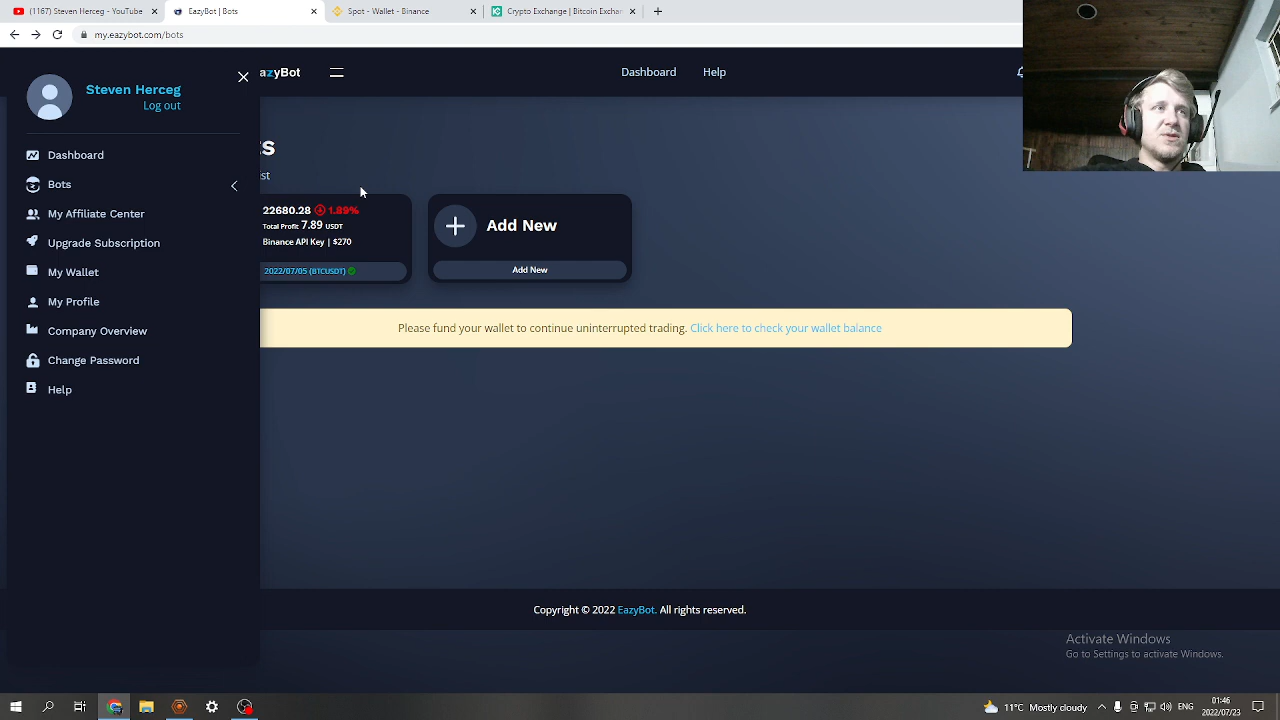 (1167) Steven Herceg - YouTube
EazyBot | Bots
Spot - Wallet - Binance
Crypto Exchange | Bitcoin Exchan
my.eazybot.com/bots
Steven Herceg
Log out
azyBot
Dashboard
Help
Dashboard
Bots
My Affiliate Center
Upgrade Subscription
My Wallet
My Profile
Company Overview
Change Password
Help
s
ist
22680.28 1.89%
Total Profit 7.89 USDT
Binance API Key | $270
2022/07/05 (BTCUSDT)
Add New
Add New
Please fund your wallet to continue uninterrupted trading. Click here to check your wallet balance
Copyright © 2022 EazyBot. All rights reserved.
Activate Windows
Go to Settings to activate Windows.
11°C Mostly cloudy
ENG
01:46
2022/07/23